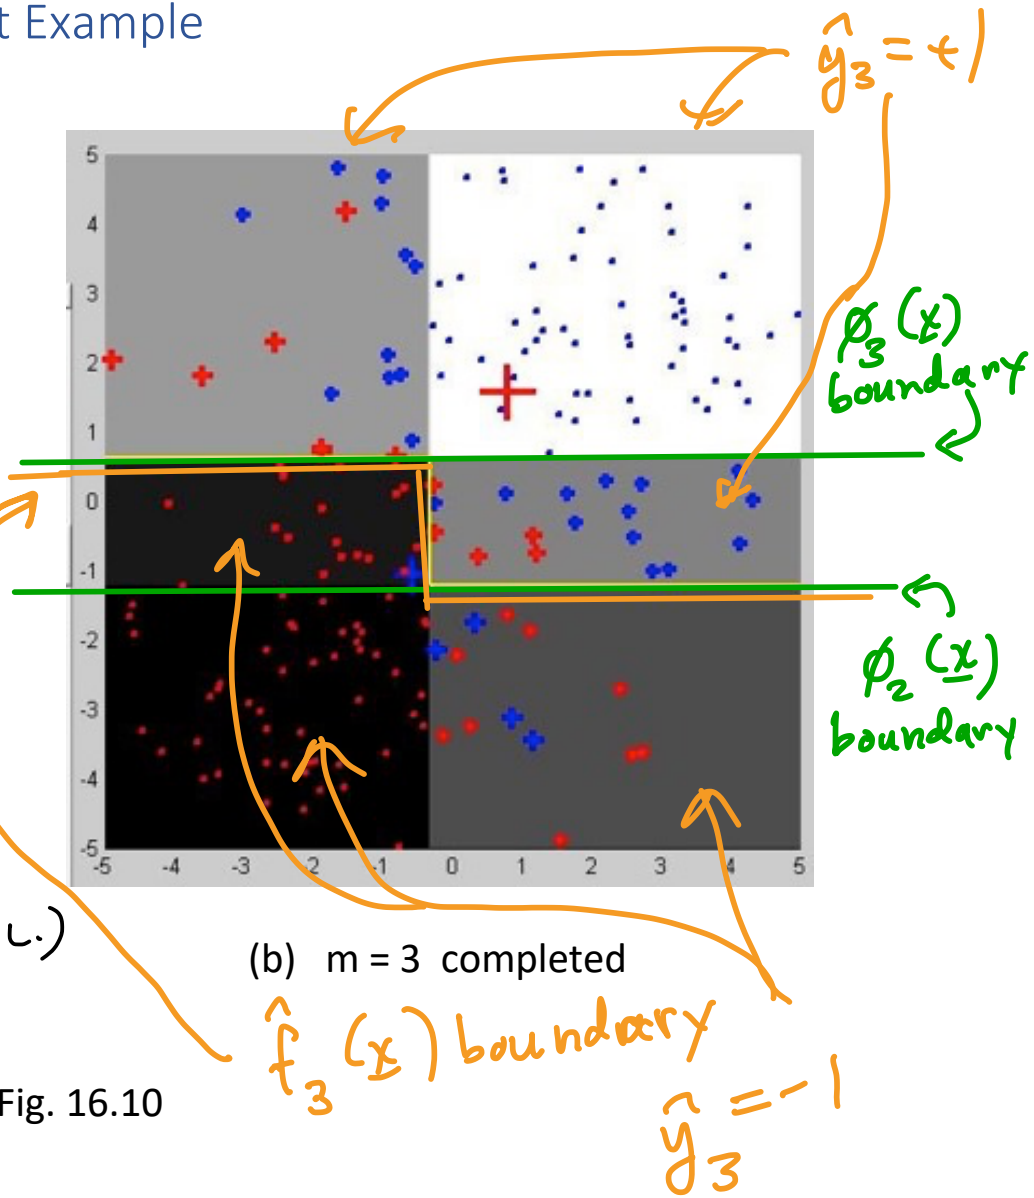 t Example
ŷ₃ = +1
5
4
3
2
1
0
-1
-2
-3
-4
-5
-5 -4 -3 -2 -1 0 1 2 3 4 5
ϕ₃ (x)
boundary
ϕ₂ (x)
boundary
(b) m = 3 completed
f̂₃ (x) boundary
Fig. 16.10
ŷ₃ = -1